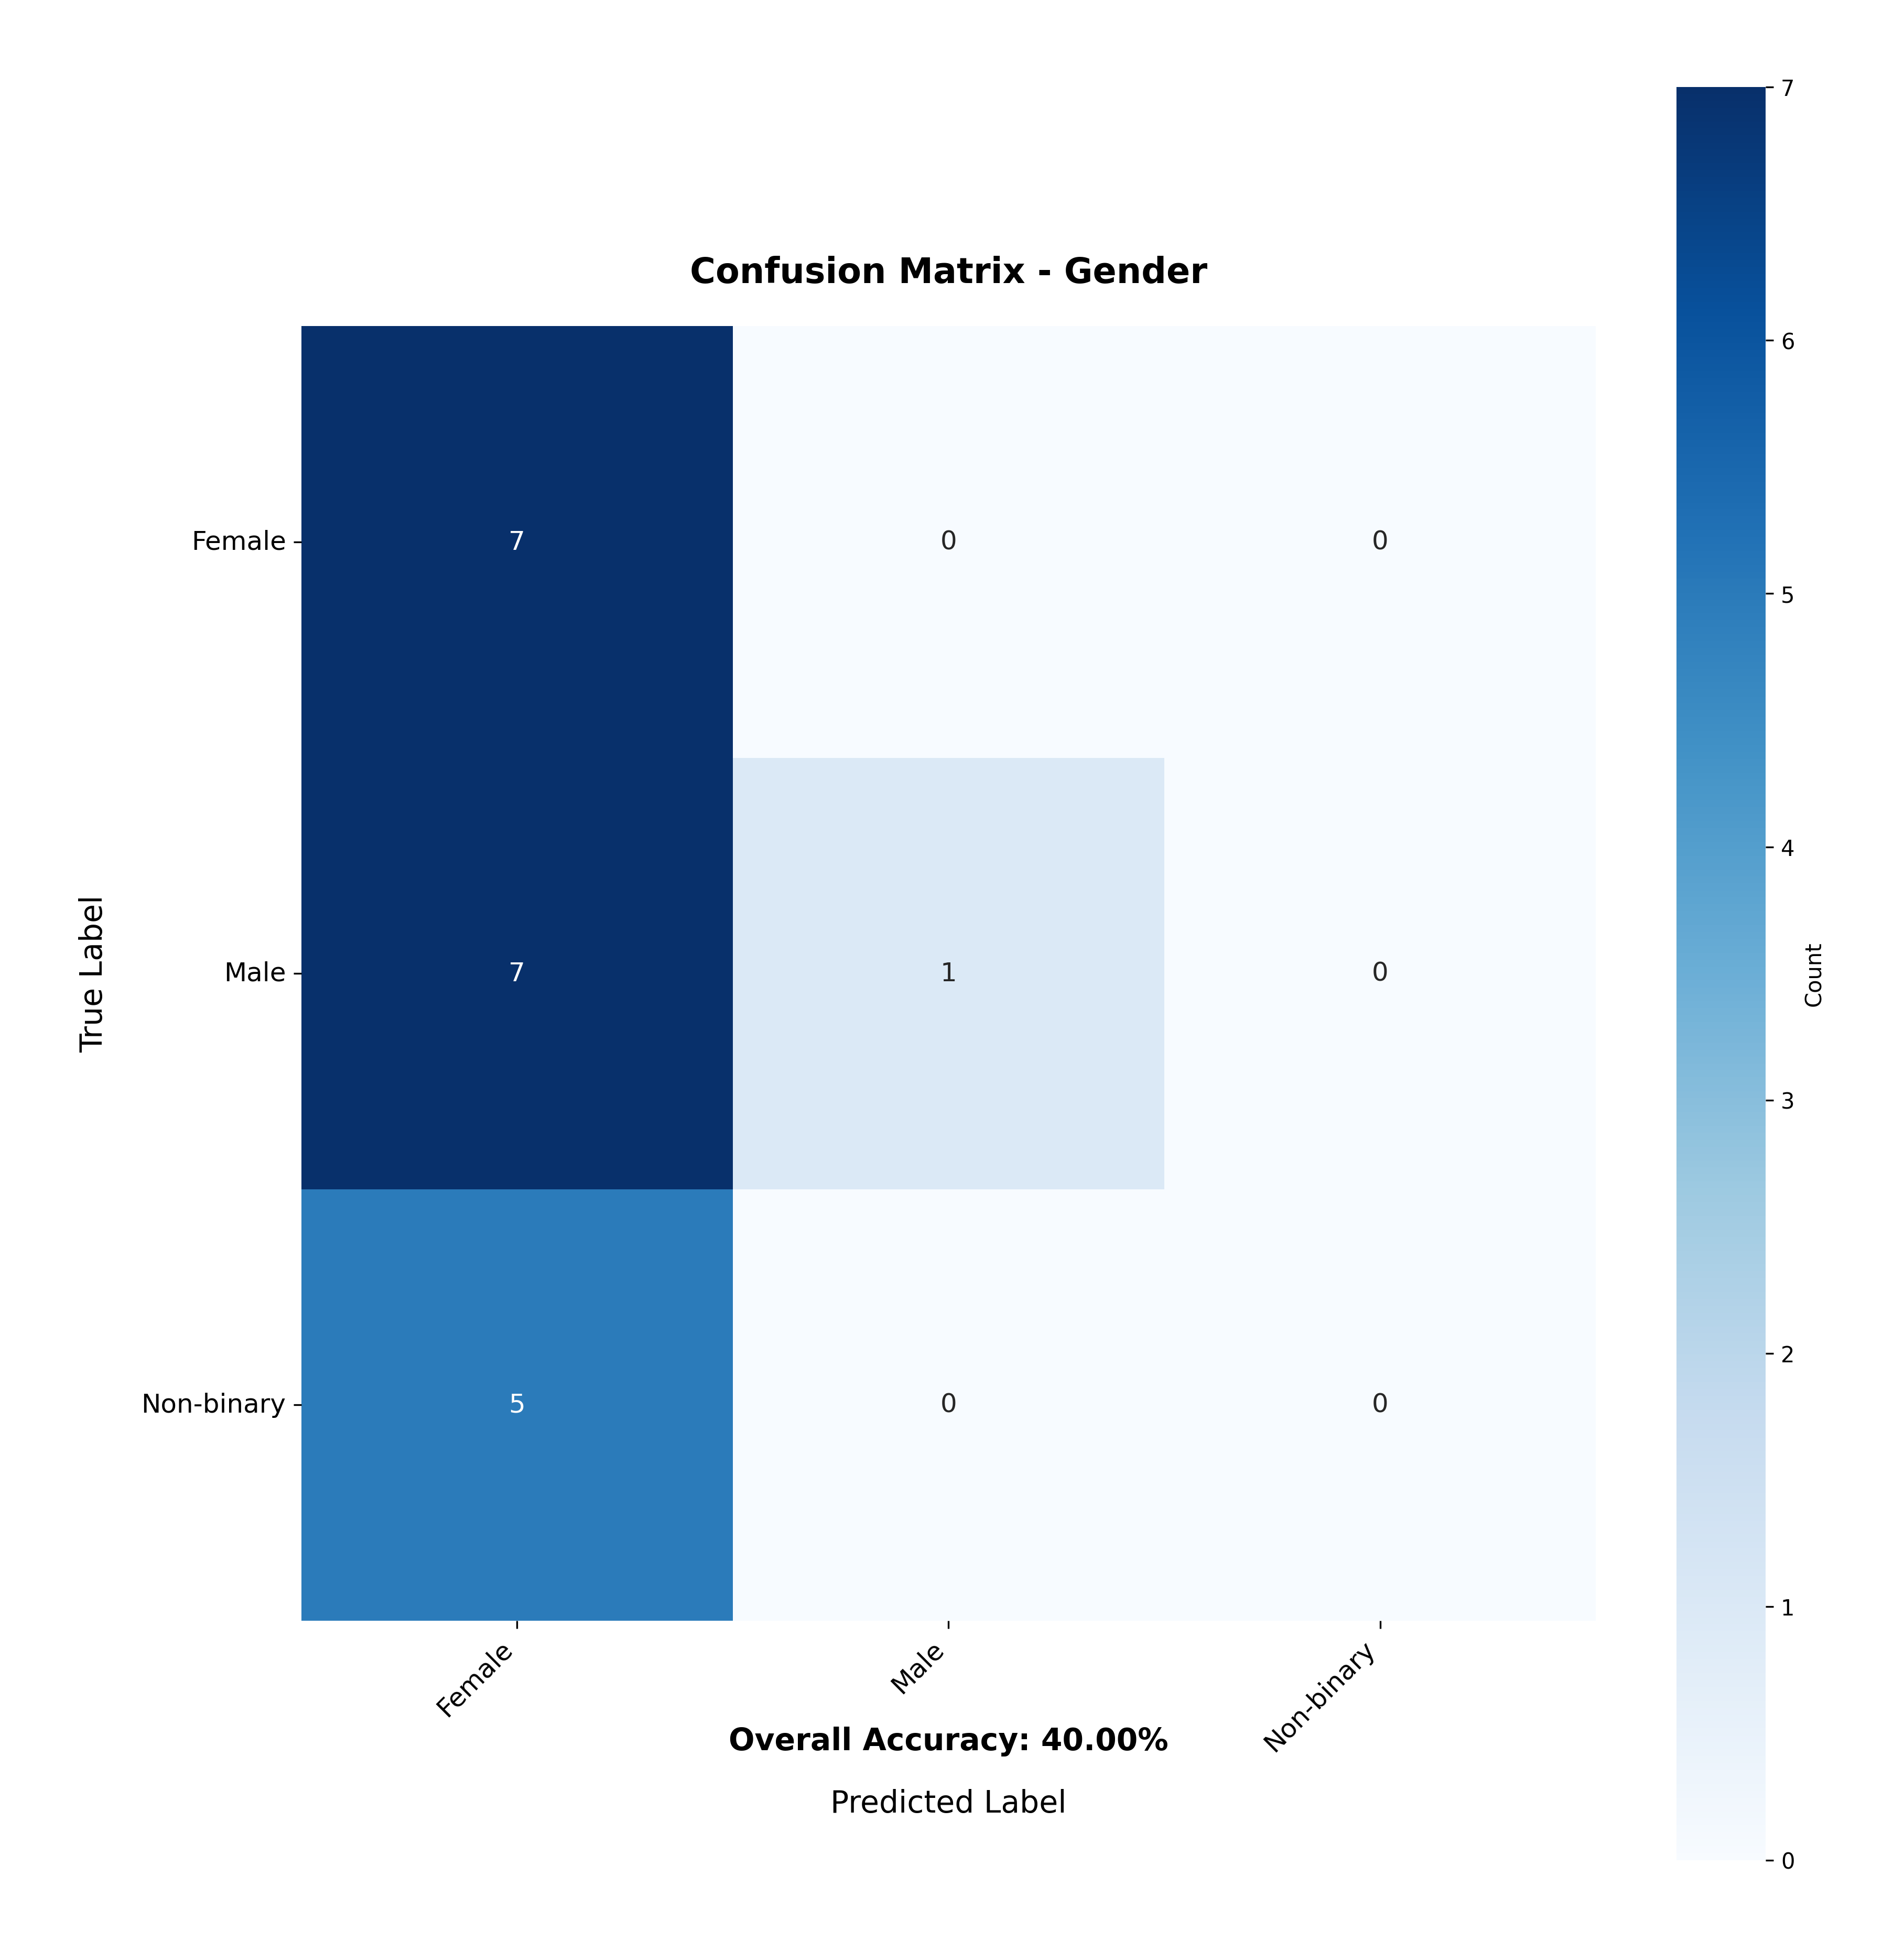 Confusion Matrix - Gender
7
6
5
4
3
2
1
0
Count
True Label
Female
7 0 0
Male
7 1 0
Non-binary
5 0 0
Female
Male
Non-binary
Overall Accuracy: 40.00%
Predicted Label